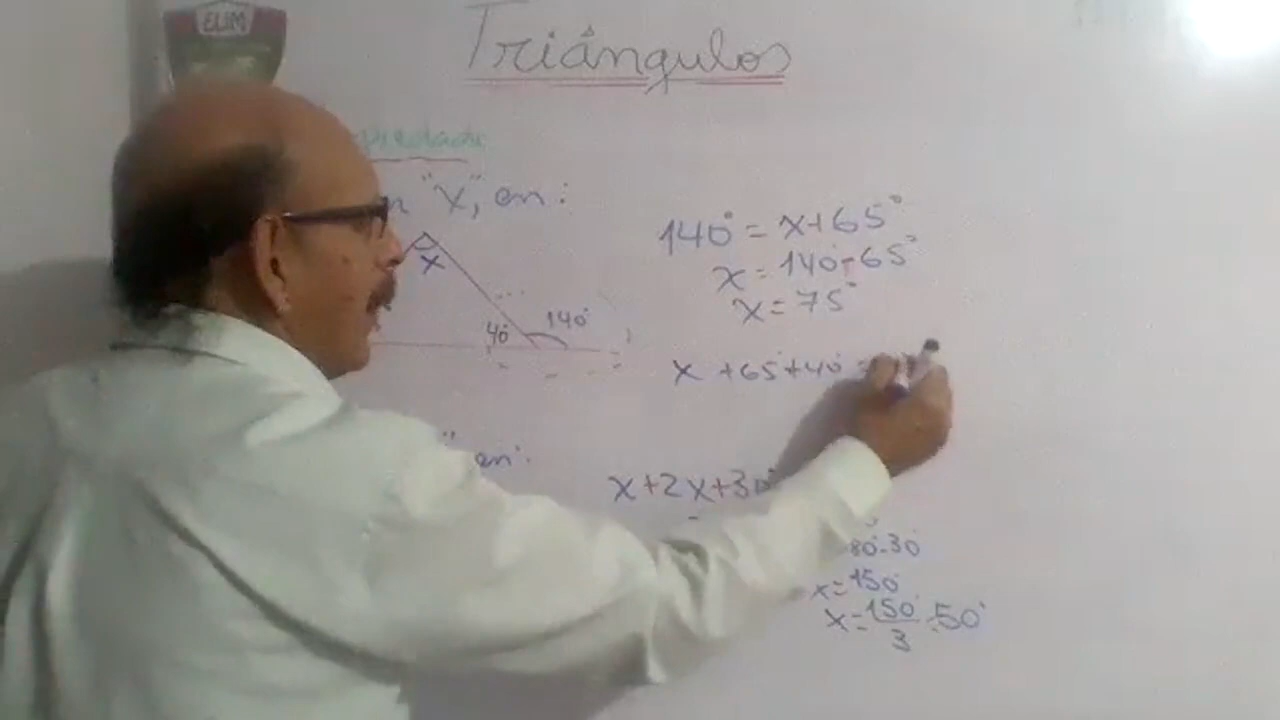 ELIM
Triángulos
"x", en:
x
40°
140°
140° = x+65°
x = 140°-65°
x = 75°
x +65°+40° =
en:
x+2x+30°
80°-30°
x=150°
x=150/3=50°